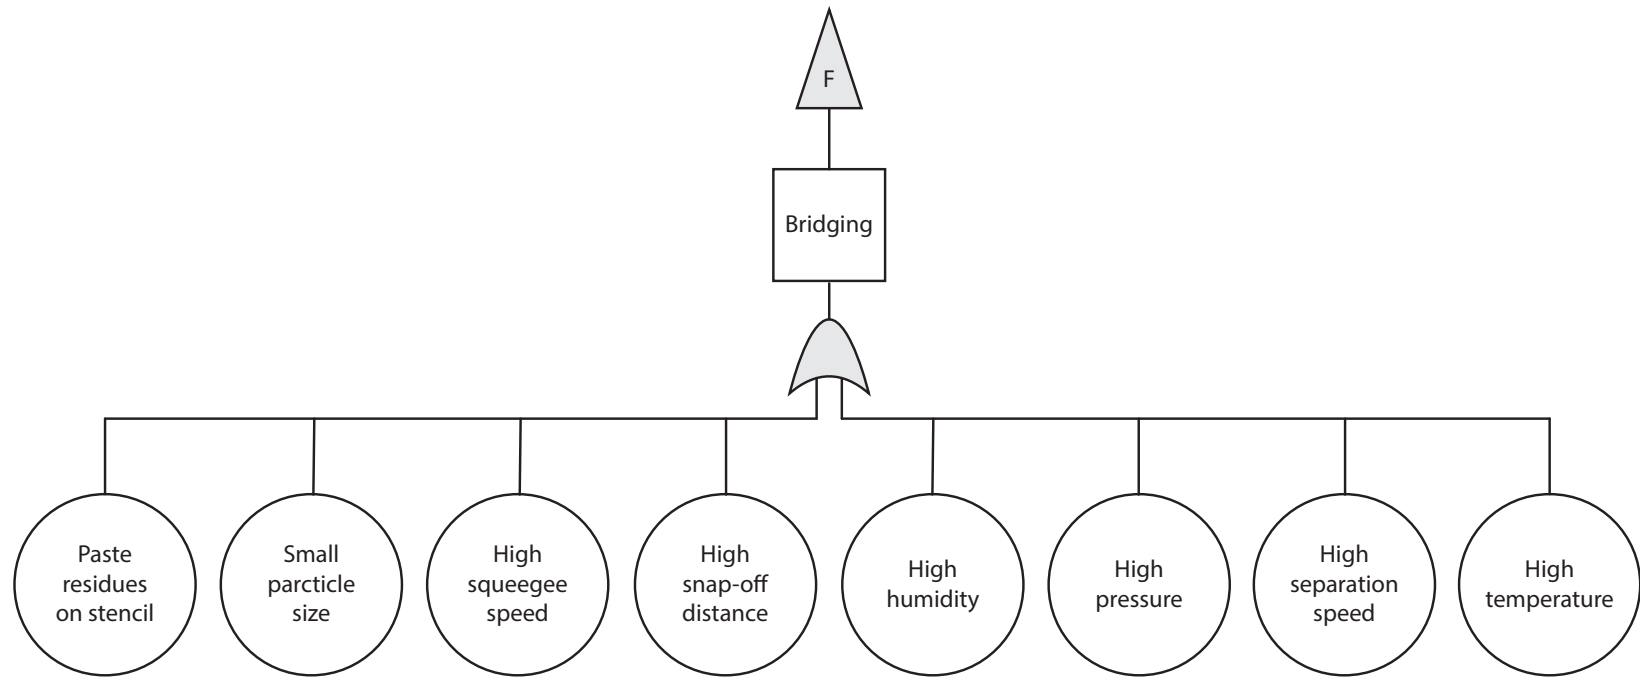 F
Bridging
Paste
residues
on stencil
Small
parcticle
size
High
squeegee
speed
High
snap-off
distance
High
humidity
High
pressure
High
separation
speed
High
temperature